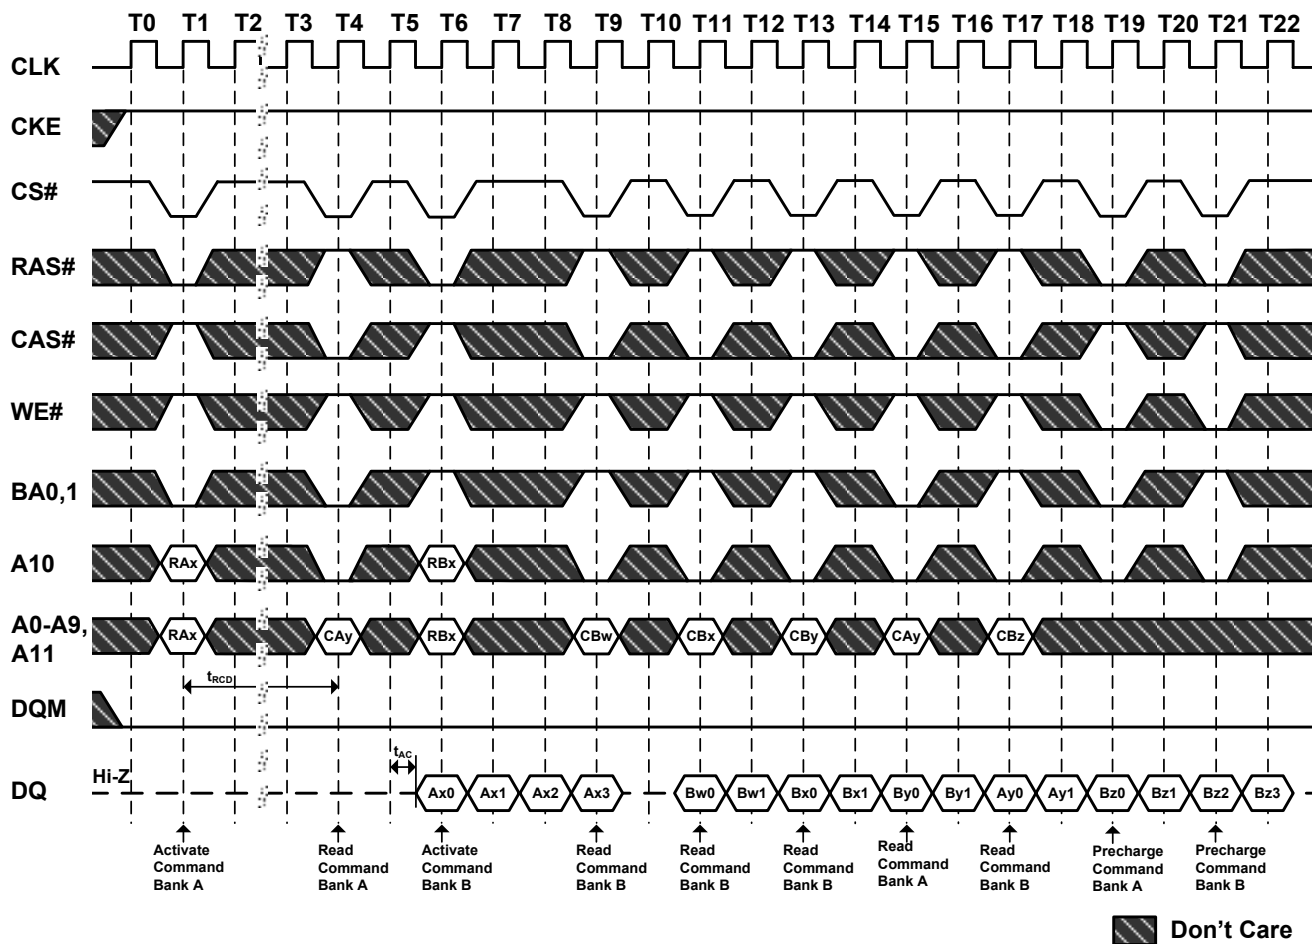 T0 T1 T2 T3 T4 T5 T6 T7 T8 T9 T10 T11 T12 T13 T14 T15 T16 T17 T18 T19 T20 T21 T22
CLK
CKE
CS#
RAS#
CAS#
WE#
BA0,1
A10 RAx RBx
A0-A9,
A11
RAx CAy RBx CBw CBx CBy CAy CBz
tRCD
DQM
tAC
Hi-Z
DQ Ax0 Ax1 Ax2 Ax3 Bw0 Bw1 Bx0 Bx1 By0 By1 Ay0 Ay1 Bz0 Bz1 Bz2 Bz3
Activate
Command
Bank A
Read
Command
Bank A
Activate
Command
Bank B
Read
Command
Bank B
Read
Command
Bank B
Read
Command
Bank B
Read
Command
Bank A
Read
Command
Bank B
Precharge
Command
Bank A
Precharge
Command
Bank B
Don't Care